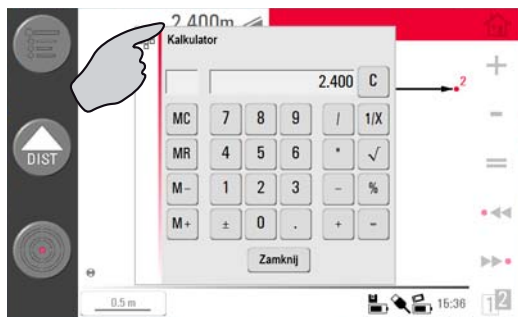 2.400m
Kalkulator
2.400 C
2
MC 7 8 9 / 1/X
MR 4 5 6 * √
M- 1 2 3 - %
M+ ± 0 . + =
Zamknij
DIST
0.5 m
15:36
12